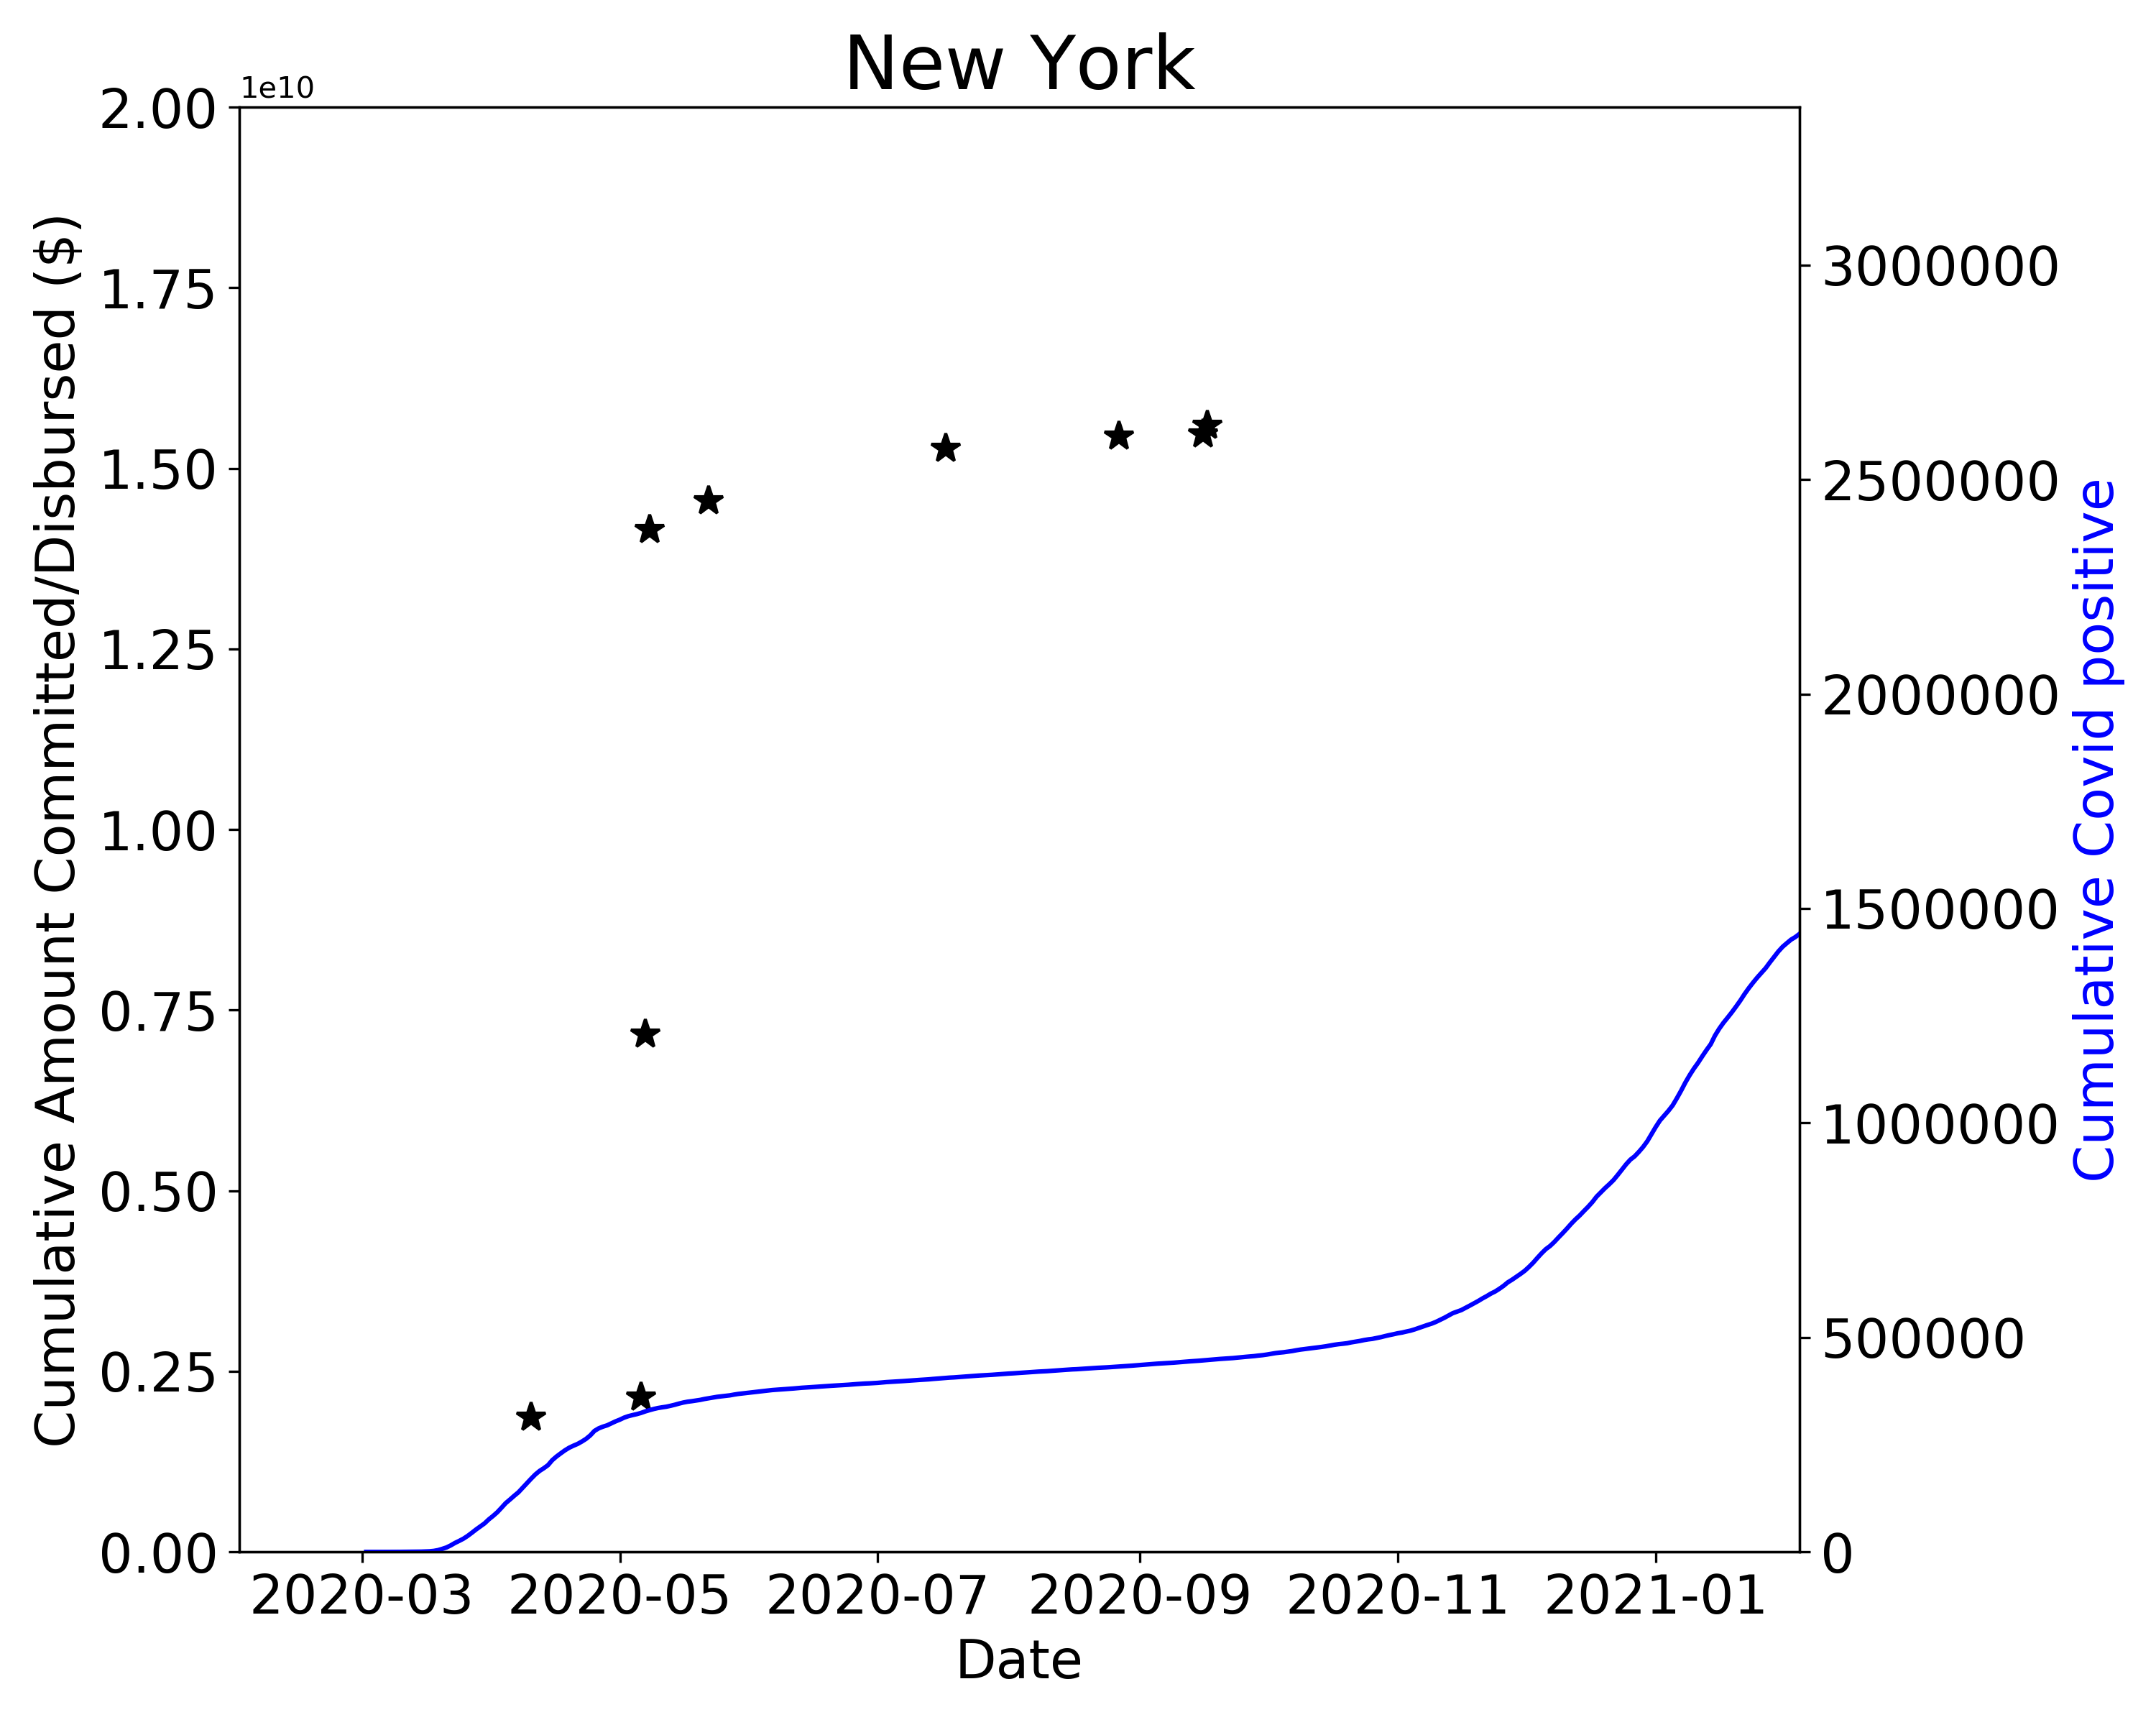 New York
1e10
2.00
1.75
1.50
1.25
1.00
0.75
0.50
0.25
0.00
Cumulative Amount Committed/Disbursed ($)
3000000
2500000
2000000
1500000
1000000
500000
0
Cumulative Covid positive
2020-03 2020-05 2020-07 2020-09 2020-11 2021-01
Date